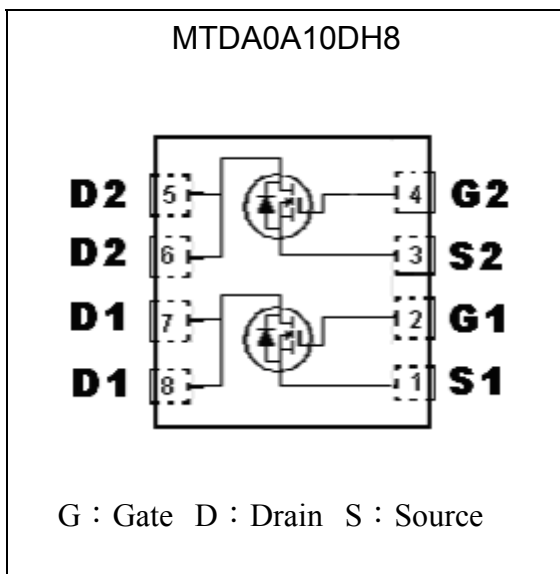 MTDA0A10DH8
D2 5 4 G2
D2 6 3 S2
D1 7 2 G1
D1 8 1 S1
G：Gate D：Drain S：Source